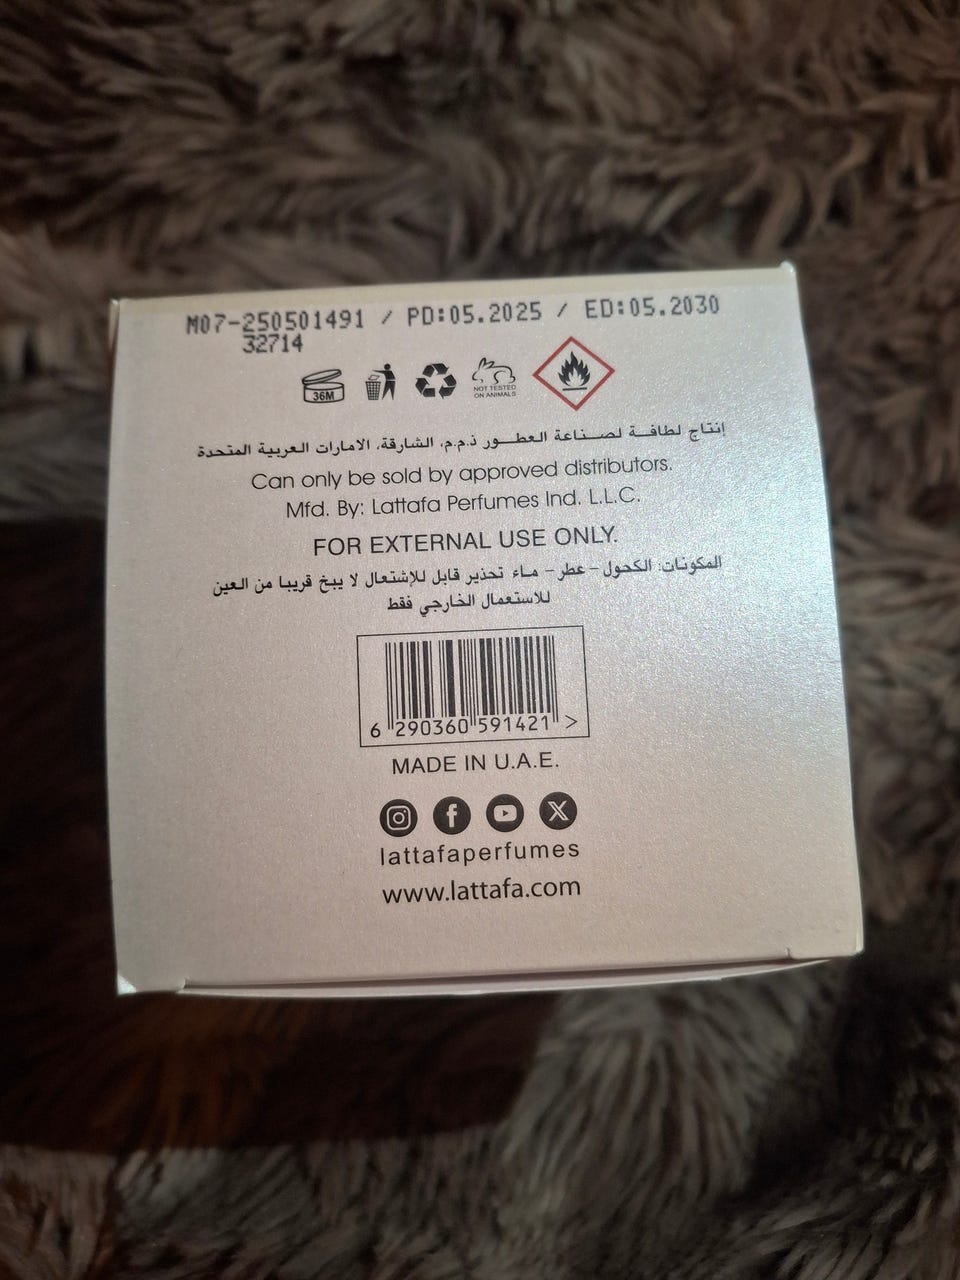 M07-250501491 / PD:05.2025 / ED:05.2030
32714
36M
NOT TESTED
ON ANIMALS
إنتاج لطافة لصناعة العطور ذ.م.م، الشارقة، الامارات العربية المتحدة
Can only be sold by approved distributors.
Mfd. By: Lattafa Perfumes Ind. L.L.C.
FOR EXTERNAL USE ONLY.
المكونات: الكحول - عطر - ماء تحذير قابل للإشتعال لا يبخ قريبا من العين
للاستعمال الخارجي فقط
6 290360 591421 >
MADE IN U.A.E.
lattafaperfumes
www.lattafa.com